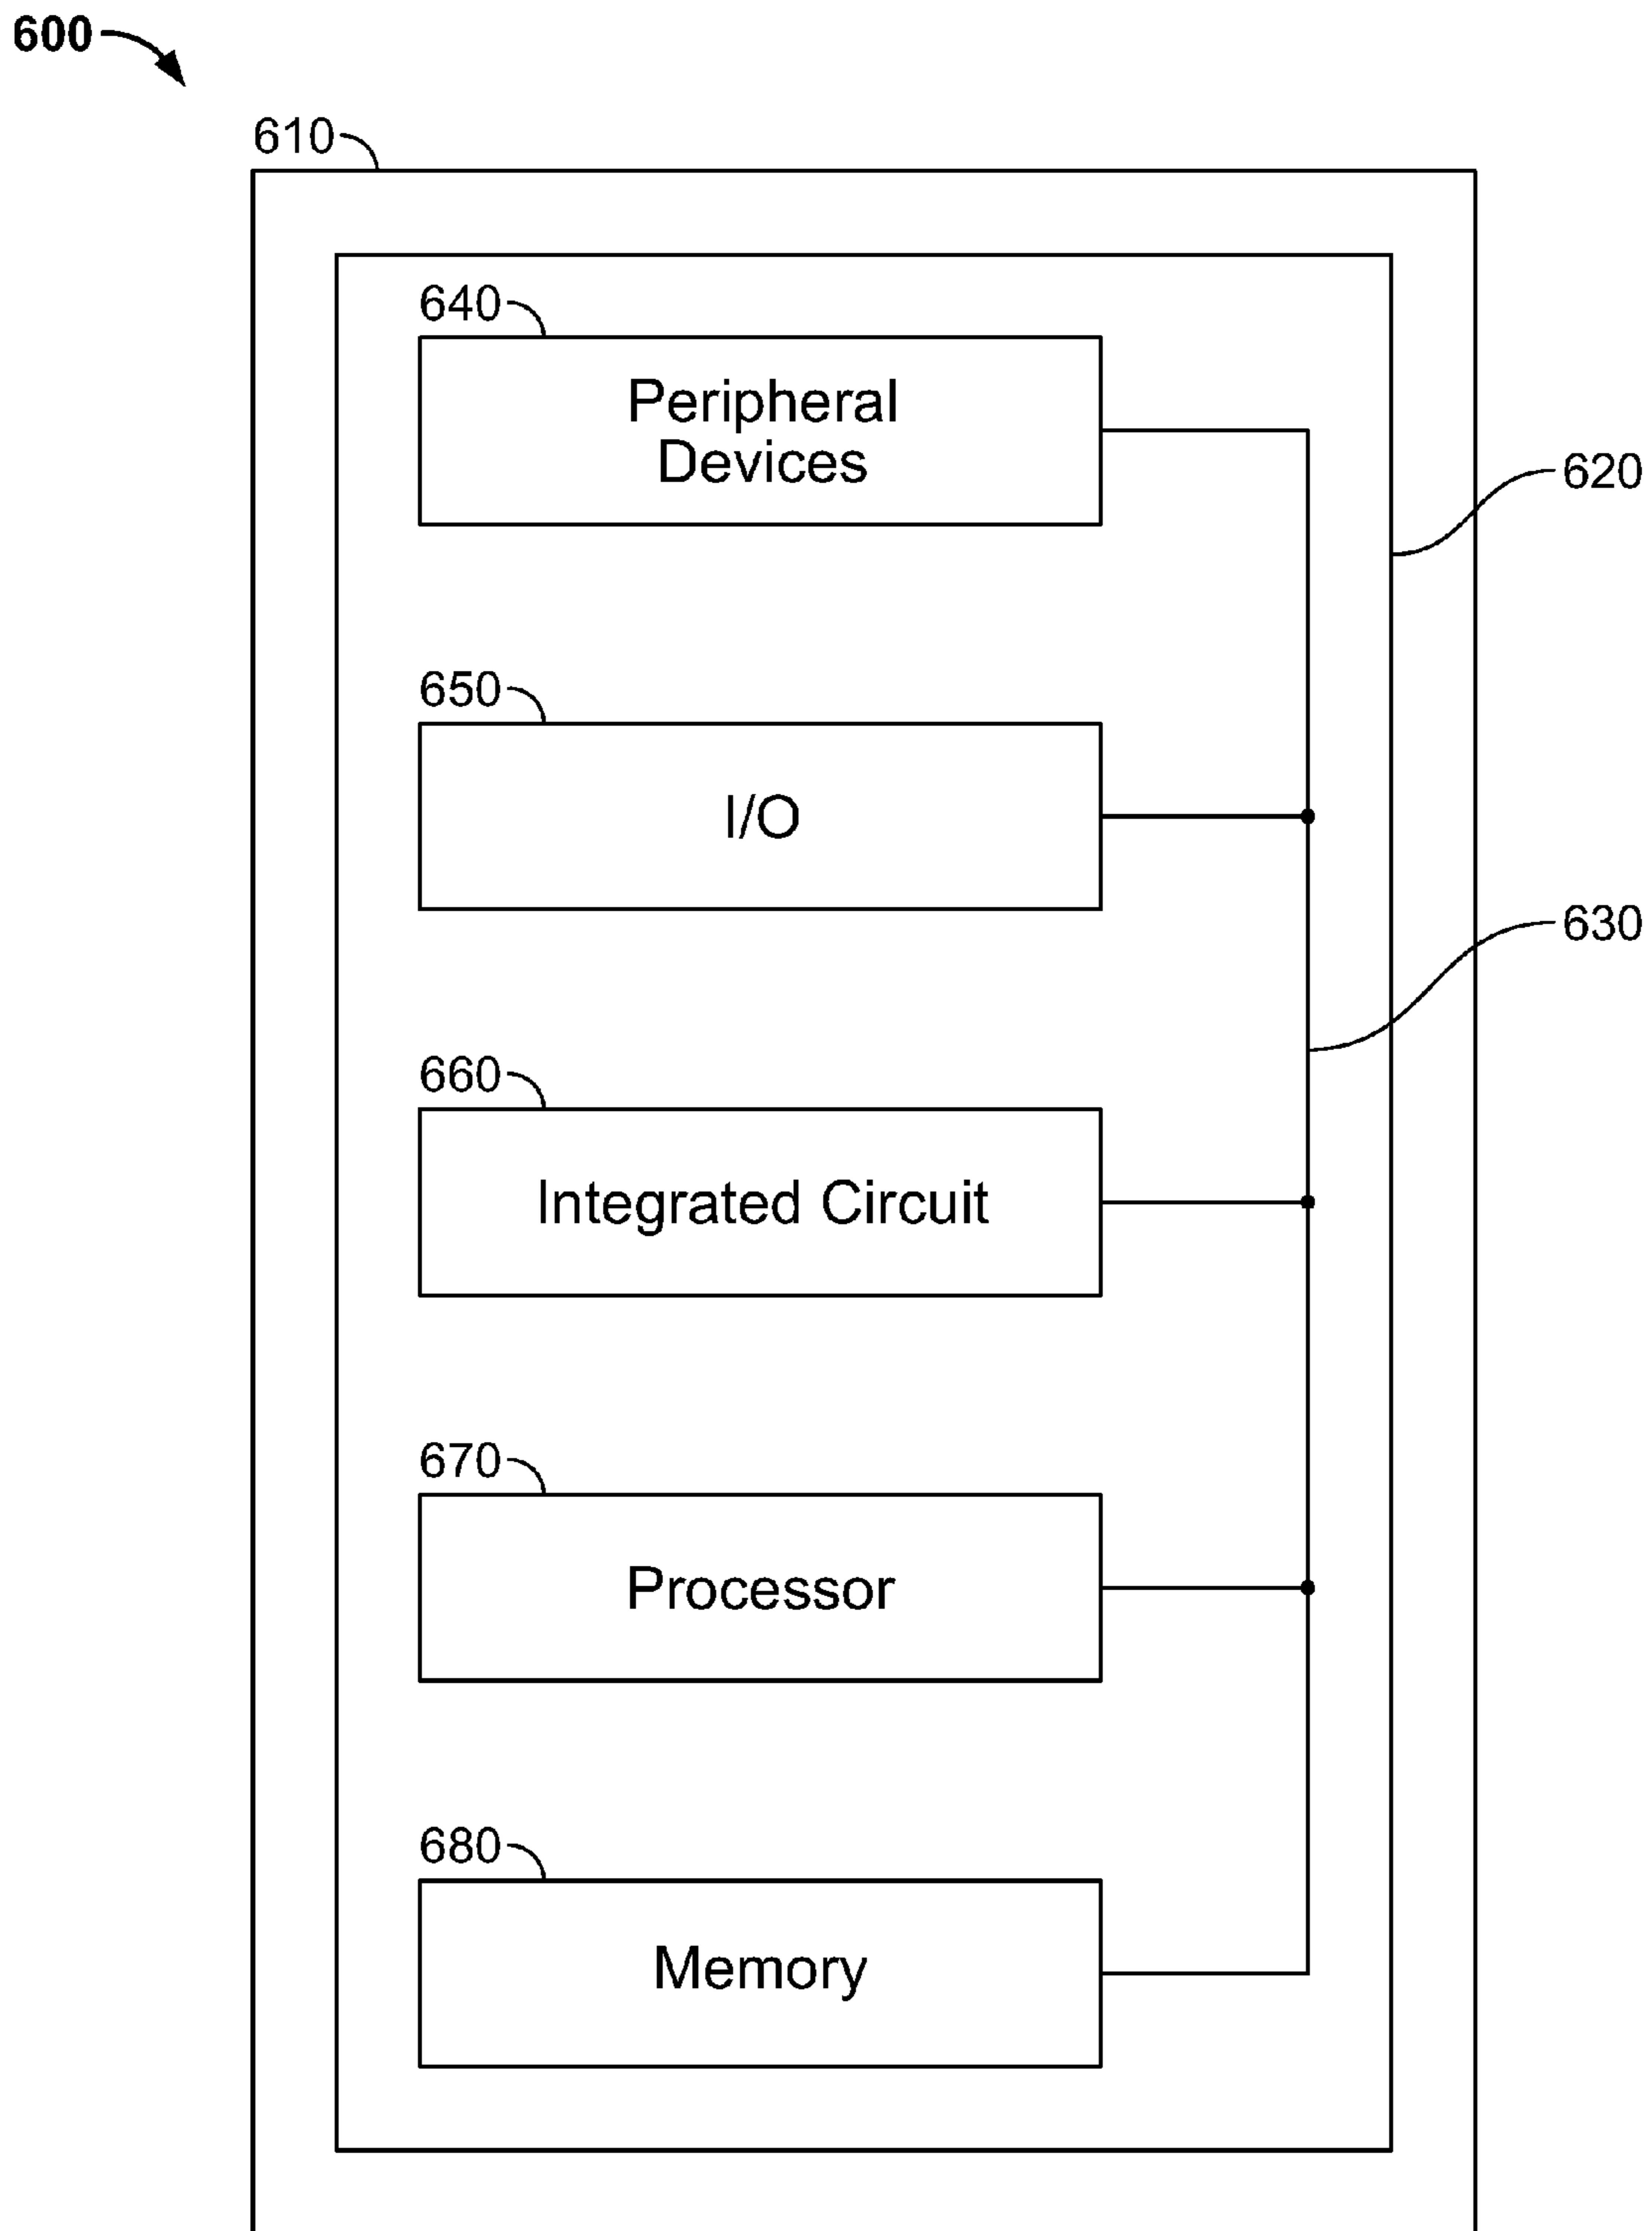 600
610
640
Peripheral
Devices
620
650
I/O
630
660
Integrated Circuit
670
Processor
680
Memory